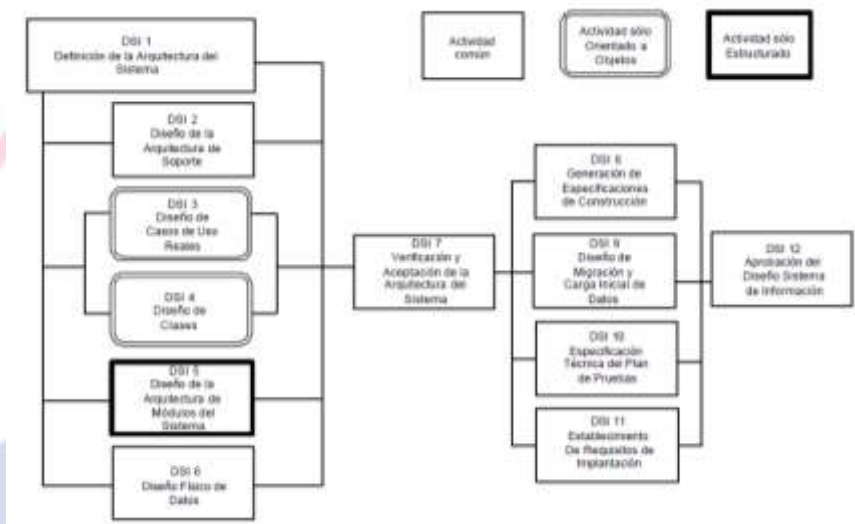 DSI 1
Definición de la Arquitectura del
Sistema
Actividad
común
Actividad sólo
Orientado a
Objetos
Actividad sólo
Estructurado
DSI 2
Diseño de la
Arquitectura de
Soporte
DSI 3
Diseño de
Casos de Uso
Reales
DSI 4
Diseño de
Clases
DSI 5
Diseño de la
Arquitectura de
Módulos del
Sistema
DSI 6
Diseño Físico de
Datos
DSI 7
Verificación y
Aceptación de la
Arquitectura del
Sistema
DSI 8
Generación de
Especificaciones
de Construcción
DSI 9
Diseño de
Migración y
Carga Inicial de
Datos
DSI 10
Especificación
Técnica del Plan
de Pruebas
DSI 11
Establecimiento
De Requisitos de
Implantación
DSI 12
Aprobación del
Diseño Sistema
de Información